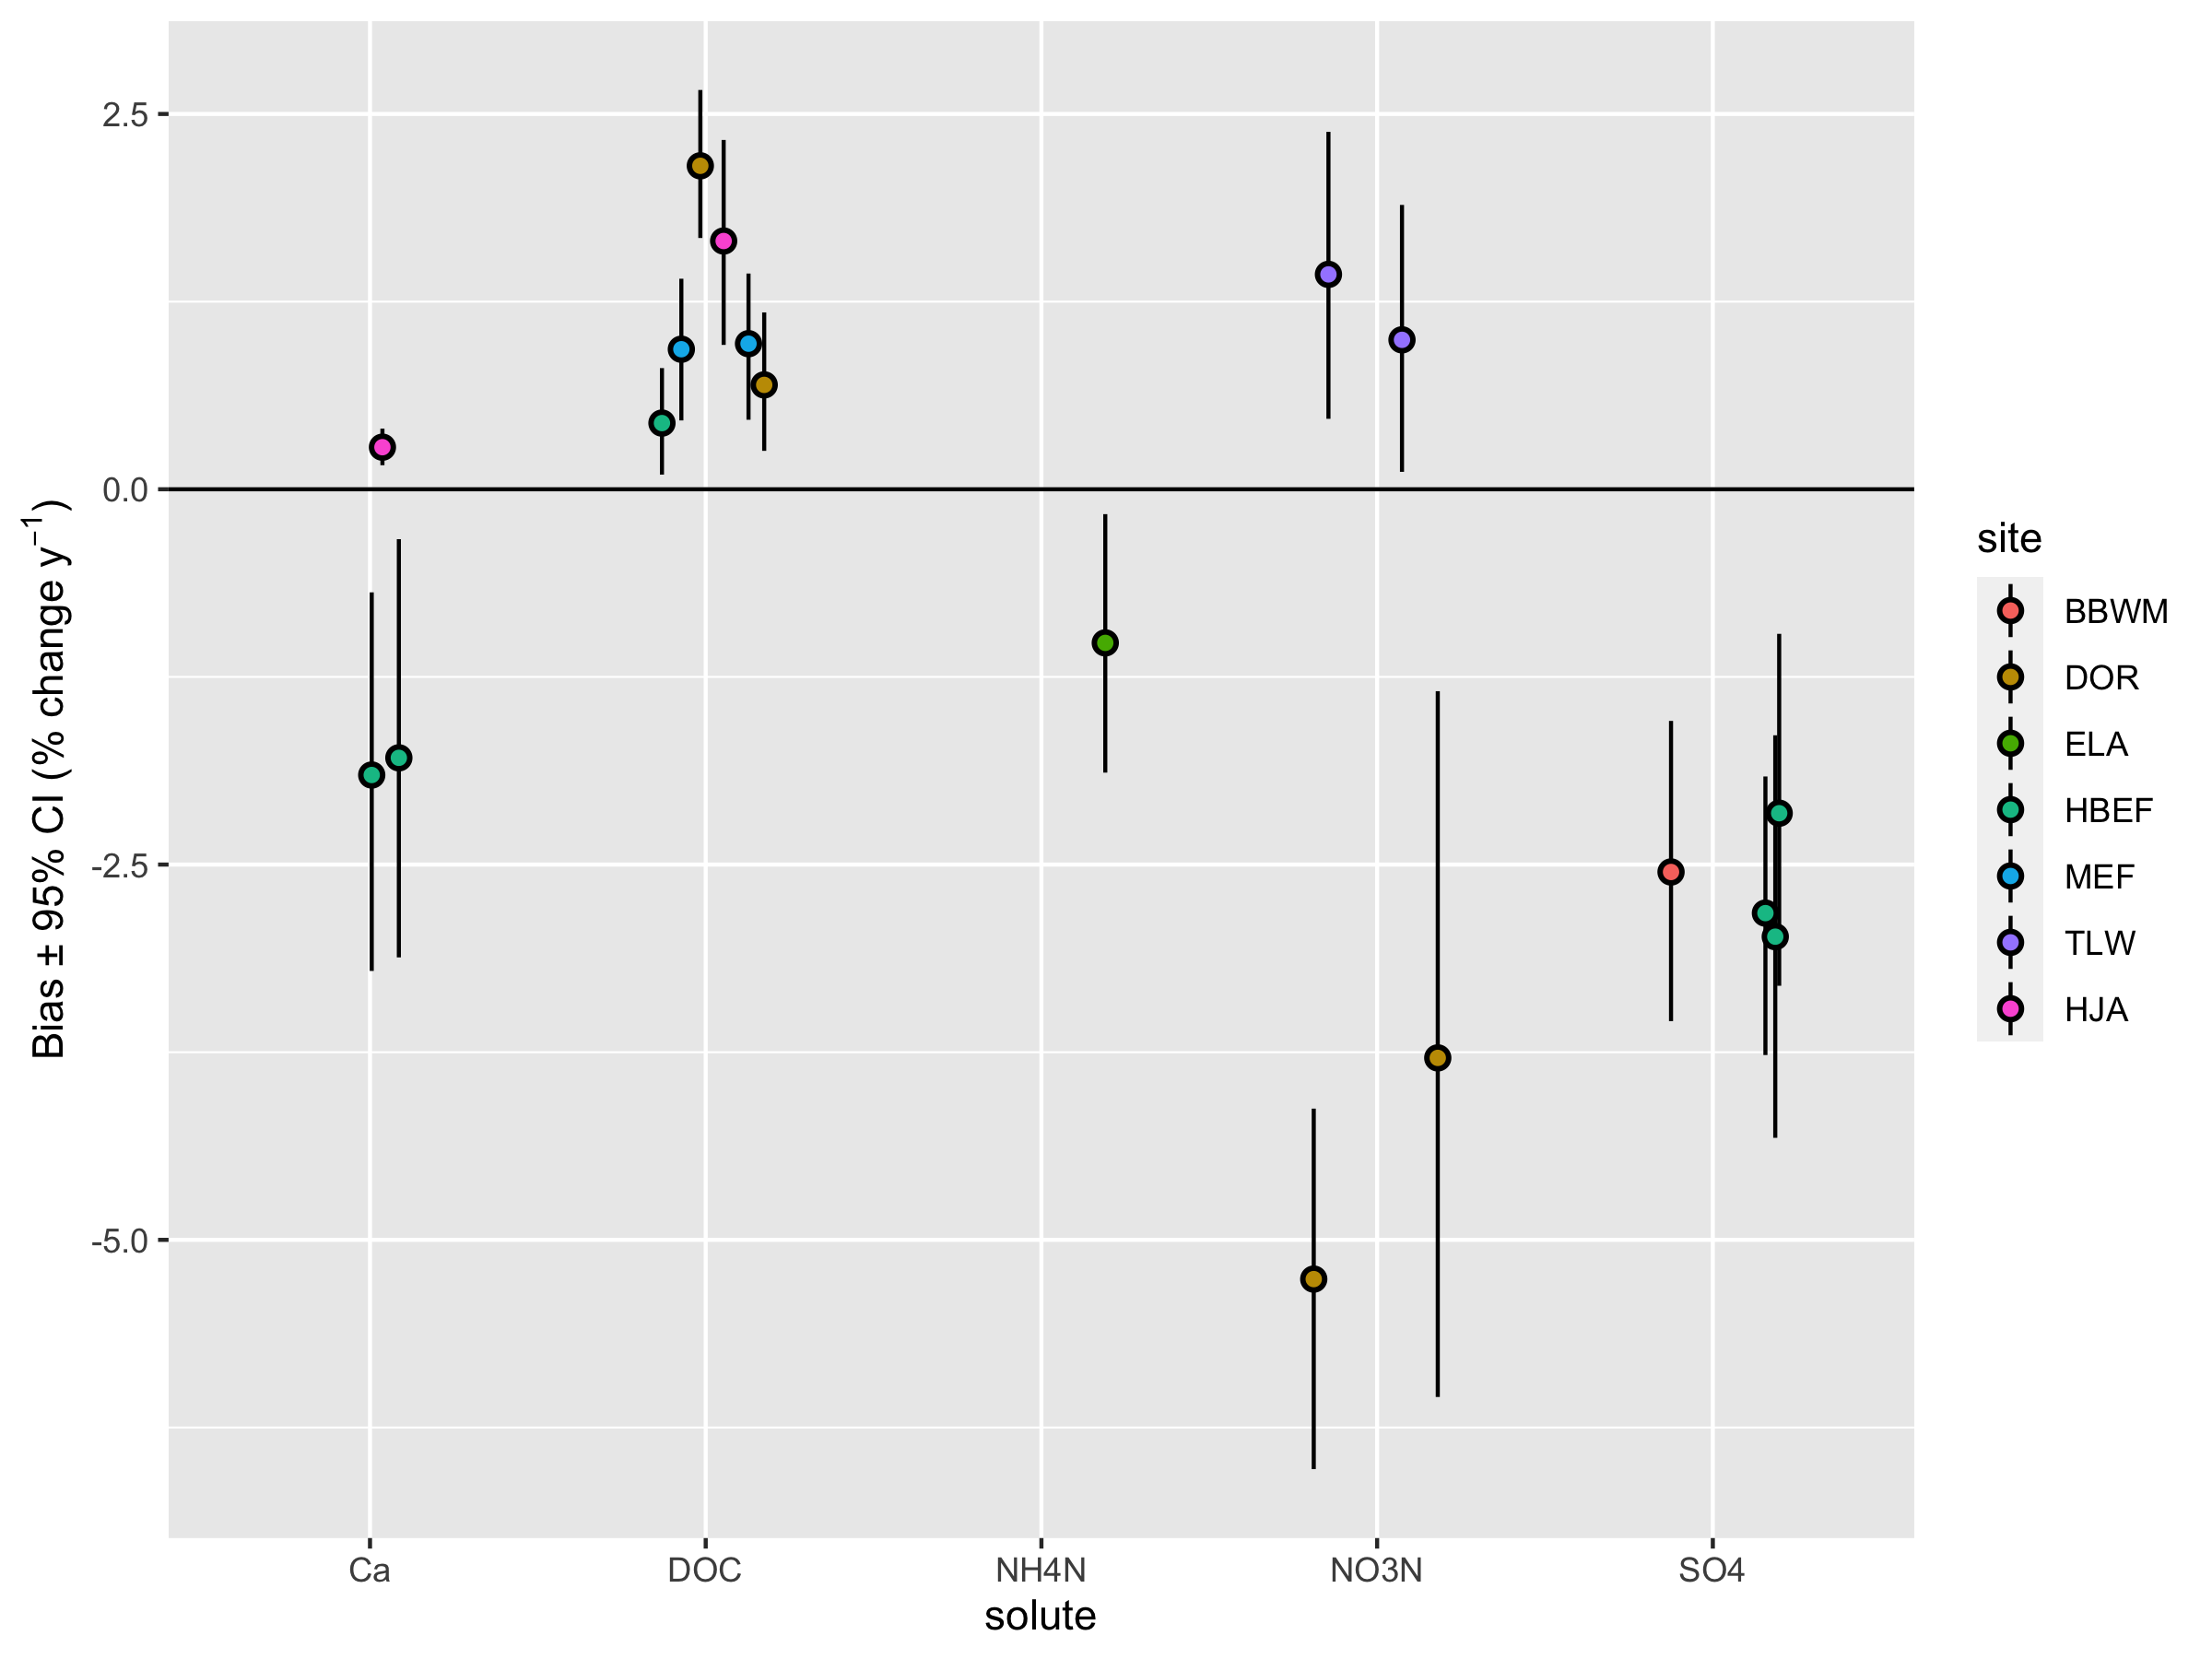 Bias ± 95% CI (% change y⁻¹)
2.5
0.0
-2.5
-5.0
Ca DOC NH4N NO3N SO4
solute
site
BBWM
DOR
ELA
HBEF
MEF
TLW
HJA